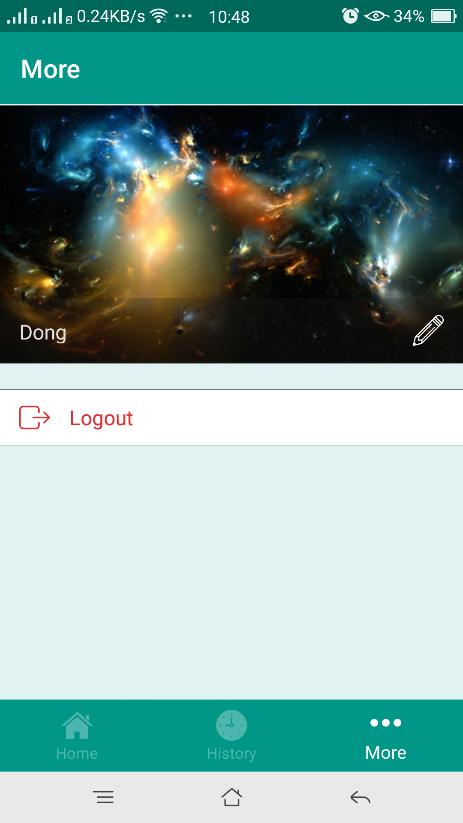 0.24KB/s 10:48 34%
More
Dong
Logout
Home History More